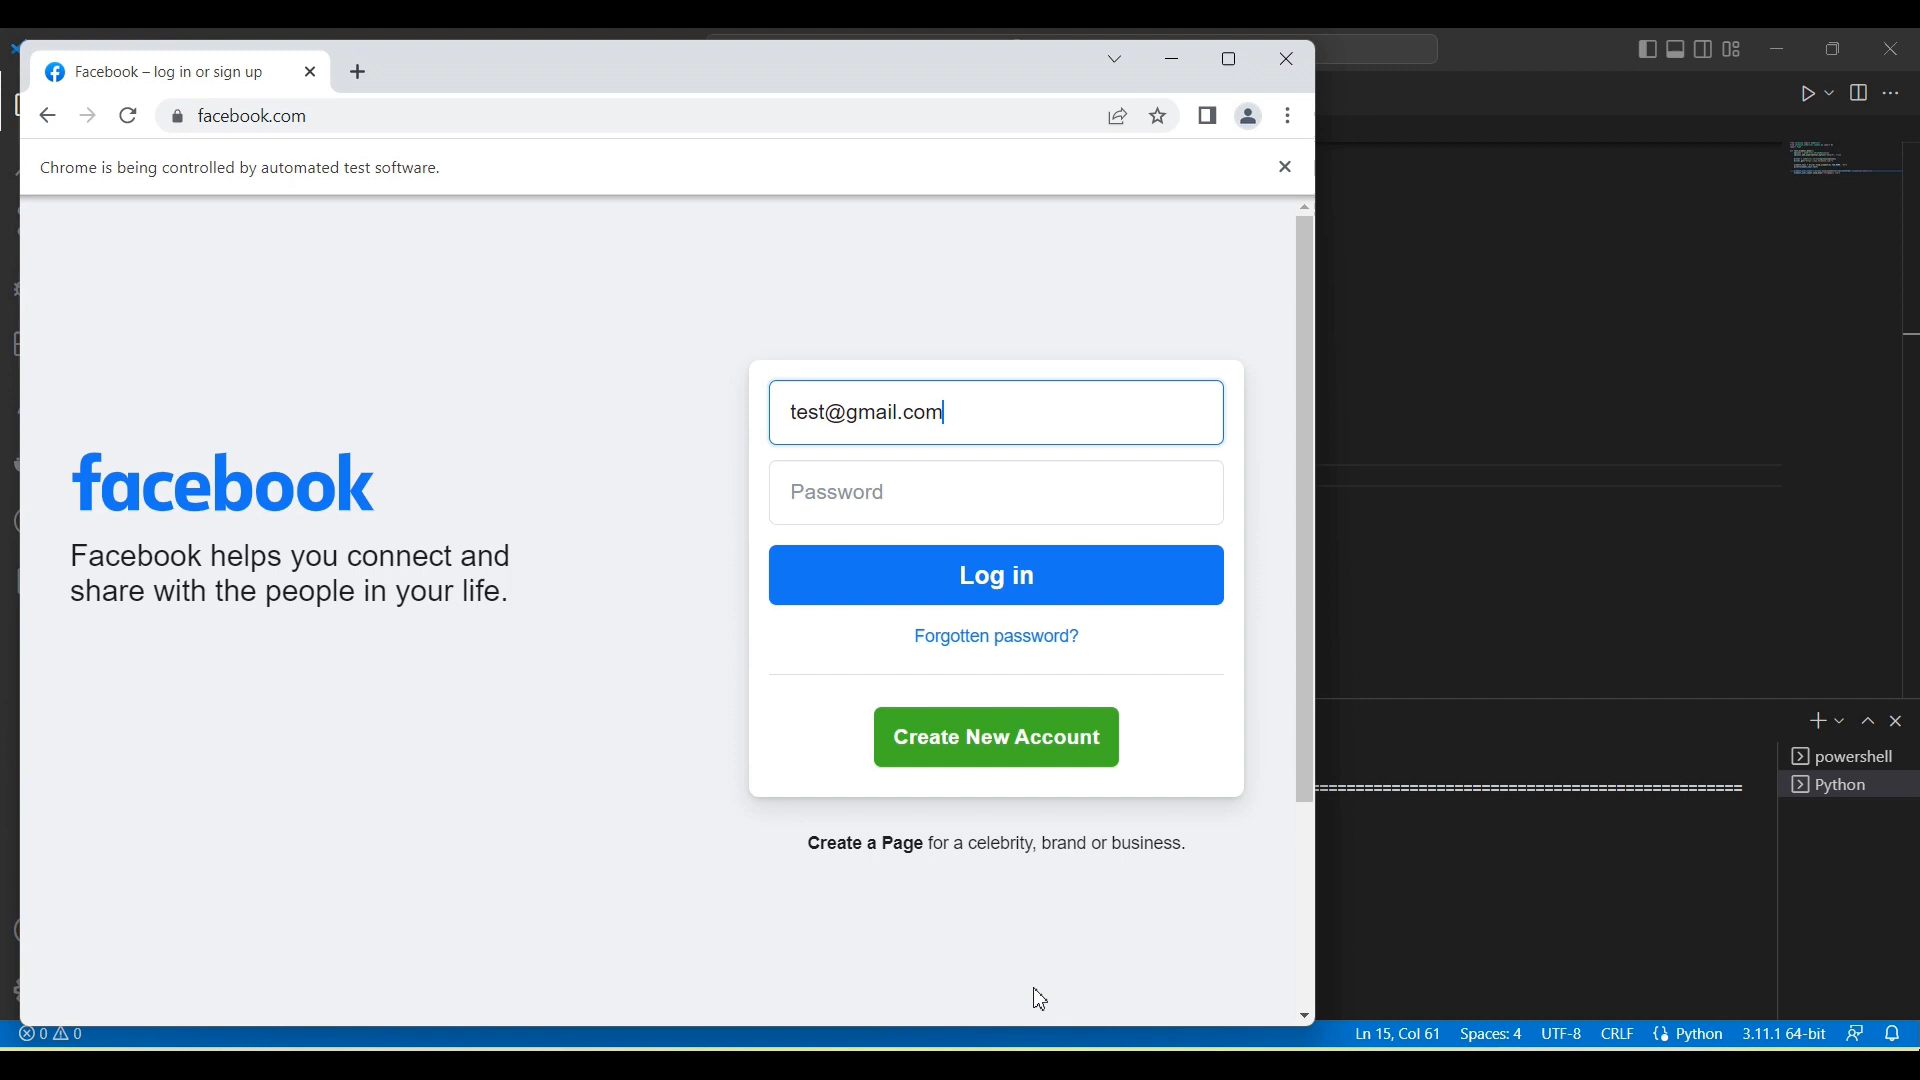 Facebook – log in or sign up
facebook.com
Chrome is being controlled by automated test software.
test@gmail.com
Password
facebook
Log in
Facebook helps you connect and
share with the people in your life.
Forgotten password?
Create New Account
powershell
Python
Create a Page for a celebrity, brand or business.
0 0
Ln 15, Col 61 Spaces: 4 UTF-8 CRLF Python 3.11.1 64-bit